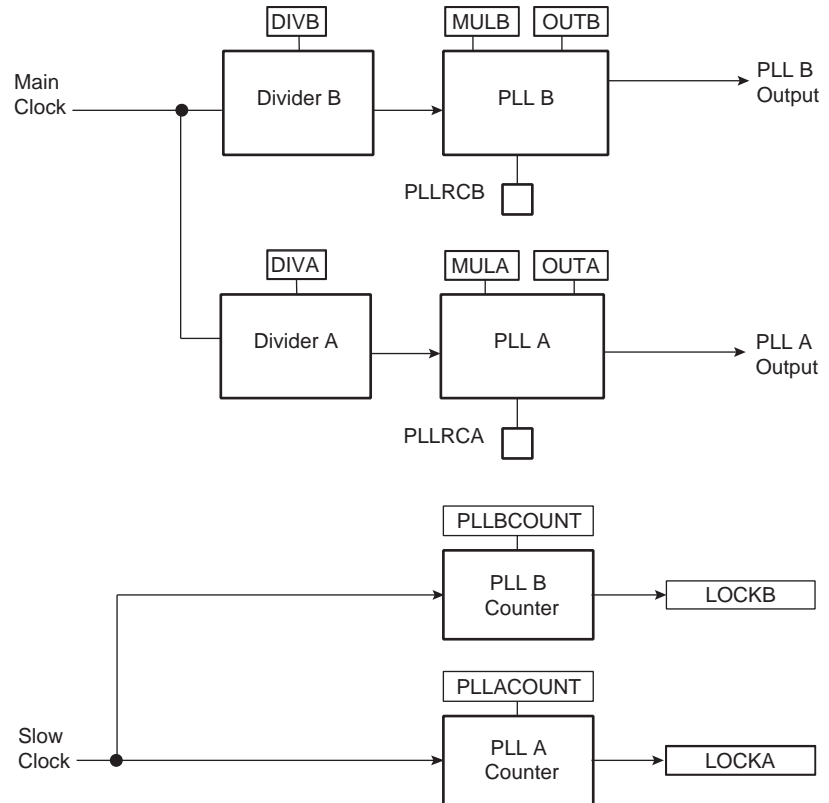 DIVB
MULB
OUTB
Main
Clock
Divider B
PLL B
PLL B
Output
PLLRCB
DIVA
MULA
OUTA
Divider A
PLL A
PLL A
Output
PLLRCA
PLLBCOUNT
PLL B
Counter
LOCKB
PLLACOUNT
Slow
Clock
PLL A
Counter
LOCKA